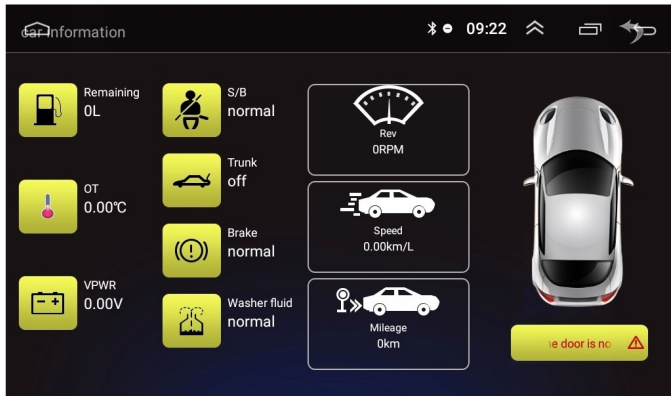 car Information
09:22
Remaining
0L
OT
0.00℃
VPWR
0.00V
S/B
normal
Trunk
off
Brake
normal
Washer fluid
normal
Rev
0RPM
Speed
0.00km/L
Mileage
0km
e door is no